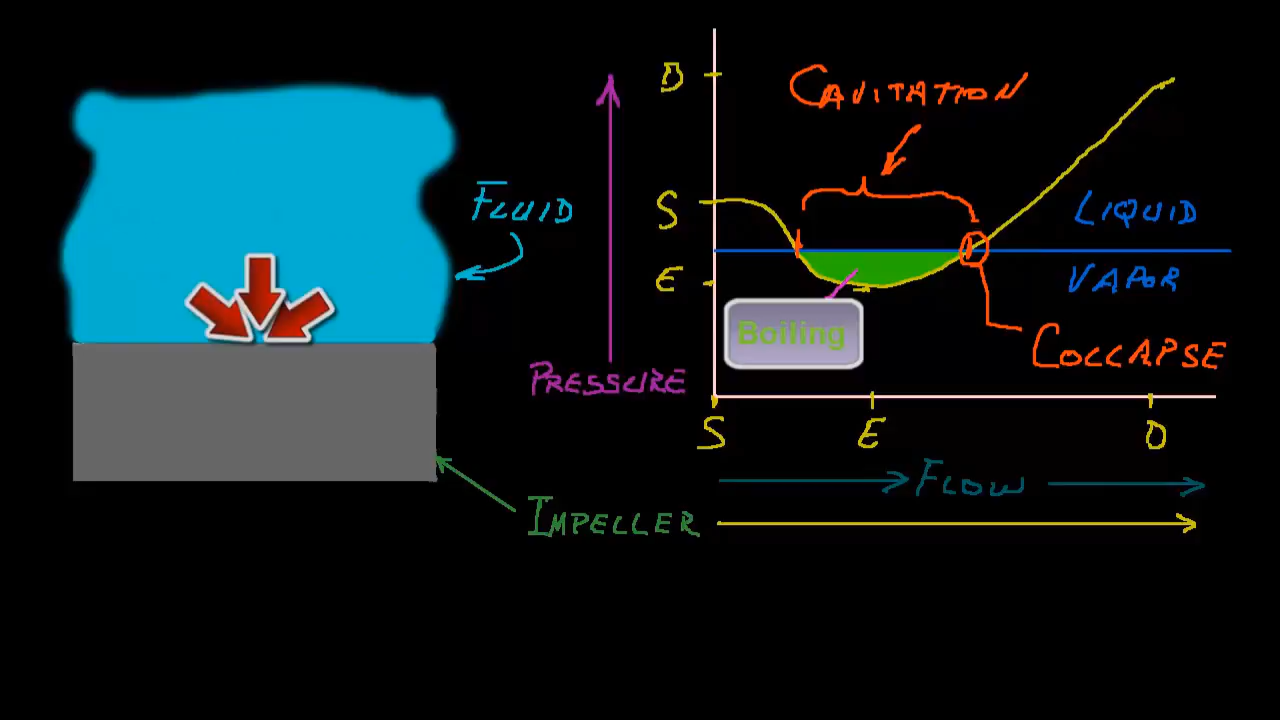 D
CAVITATION
S
FLUID
LIQUID
E
VAPOR
Boiling
COLLAPSE
PRESSURE
S
E
D
FLOW
IMPELLER